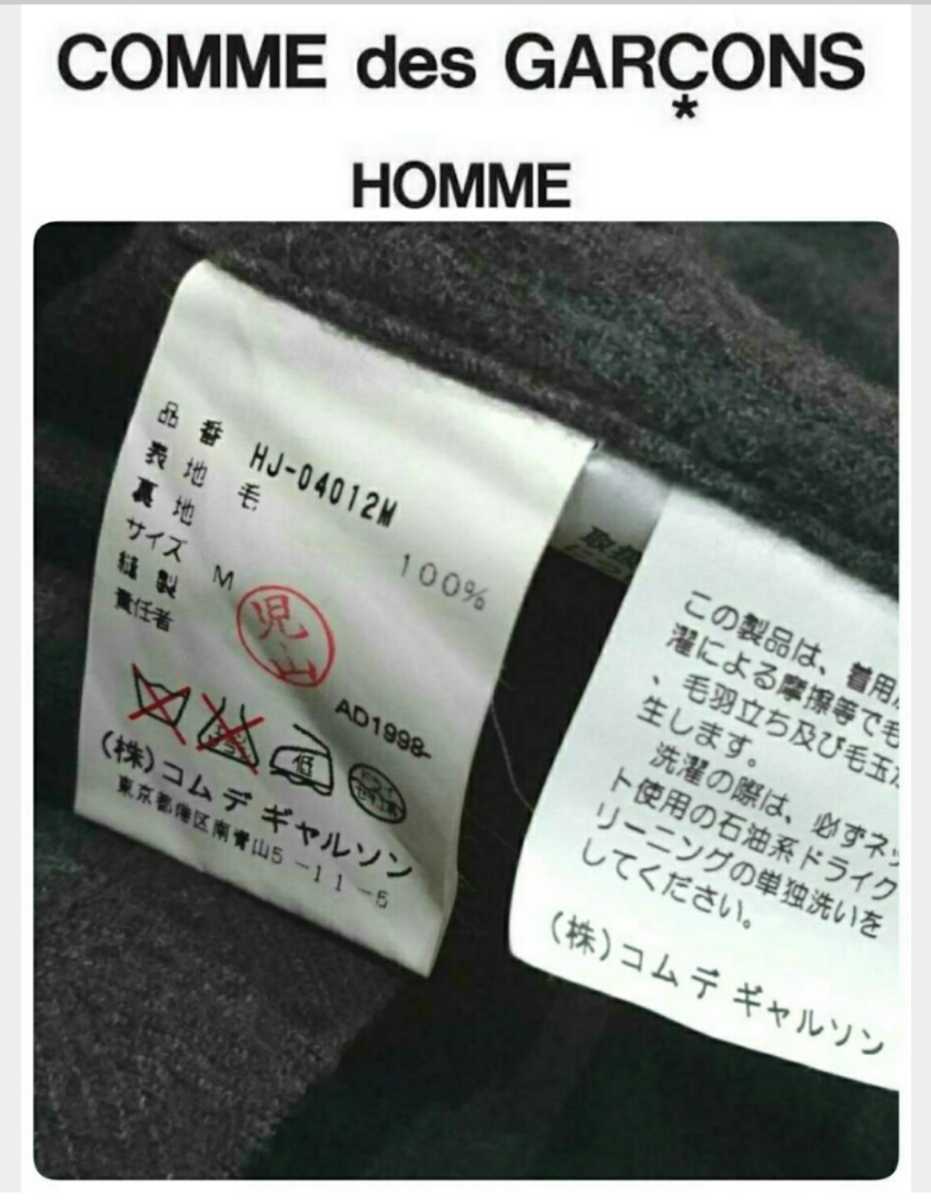 COMME des GARÇONS
*
HOMME
品番 HJ-04012M
表地 毛 100%
裏地
サイズ M
縫製
責任者
児山
AD1998
低
(株)コムデギャルソン
東京都港区南青山5-11-5
取扱
この製品は、着用
濯による摩擦等で毛
、毛羽立ち及び毛玉が
生します。
洗濯の際は、必ずネッ
ト使用の石油系ドライク
リーニングの単独洗いを
してください。
(株)コムデギャルソン